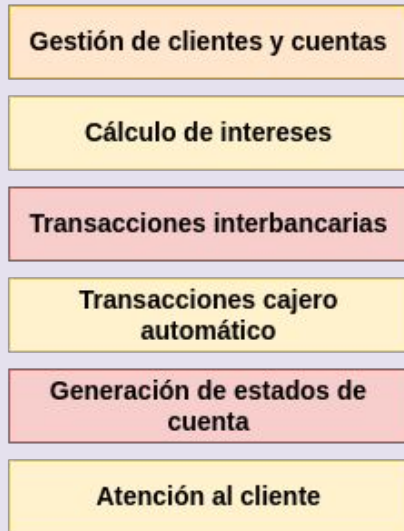 Gestión de clientes y cuentas
Cálculo de intereses
Transacciones interbancarias
Transacciones cajero
automático
Generación de estados de
cuenta
Atención al cliente